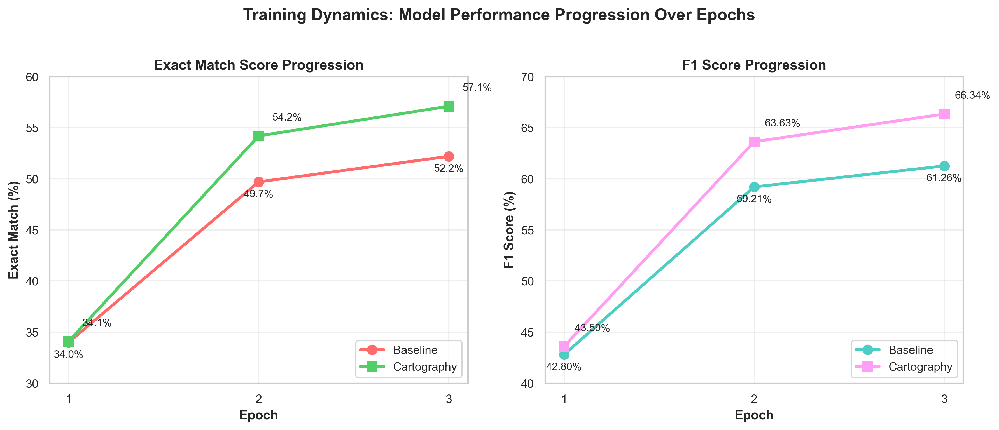 Training Dynamics: Model Performance Progression Over Epochs
Exact Match Score Progression
60
55
50
45
40
35
30
Exact Match (%)
34.0%
34.1%
49.7%
54.2%
52.2%
57.1%
Baseline
Cartography
1
2
3
Epoch
F1 Score Progression
70
65
60
55
50
45
40
F1 Score (%)
42.80%
43.59%
59.21%
63.63%
61.26%
66.34%
Baseline
Cartography
1
2
3
Epoch